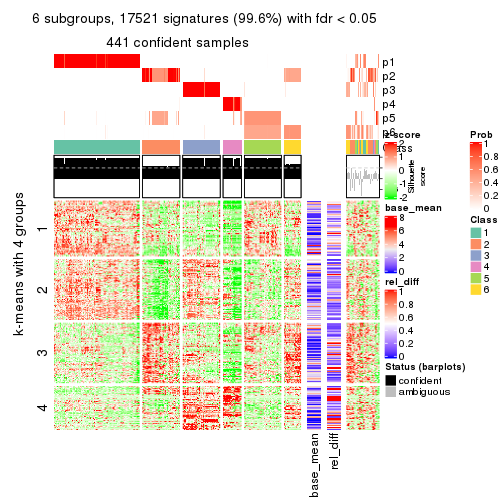 6 subgroups, 17521 signatures (99.6%) with fdr < 0.05
441 confident samples
p1
p2
p3
p4
p5
p6
Class
Silhouette score
k-means with 4 groups
1
2
3
4
base_mean
rel_diff
z-score
2
1
0
-1
-2
base_mean
8
6
4
2
0
rel_diff
1
0.8
0.6
0.4
0.2
0
Status (barplots)
confident
ambiguous
Prob
1
0.8
0.6
0.4
0.2
0
Class
1
2
3
4
5
6